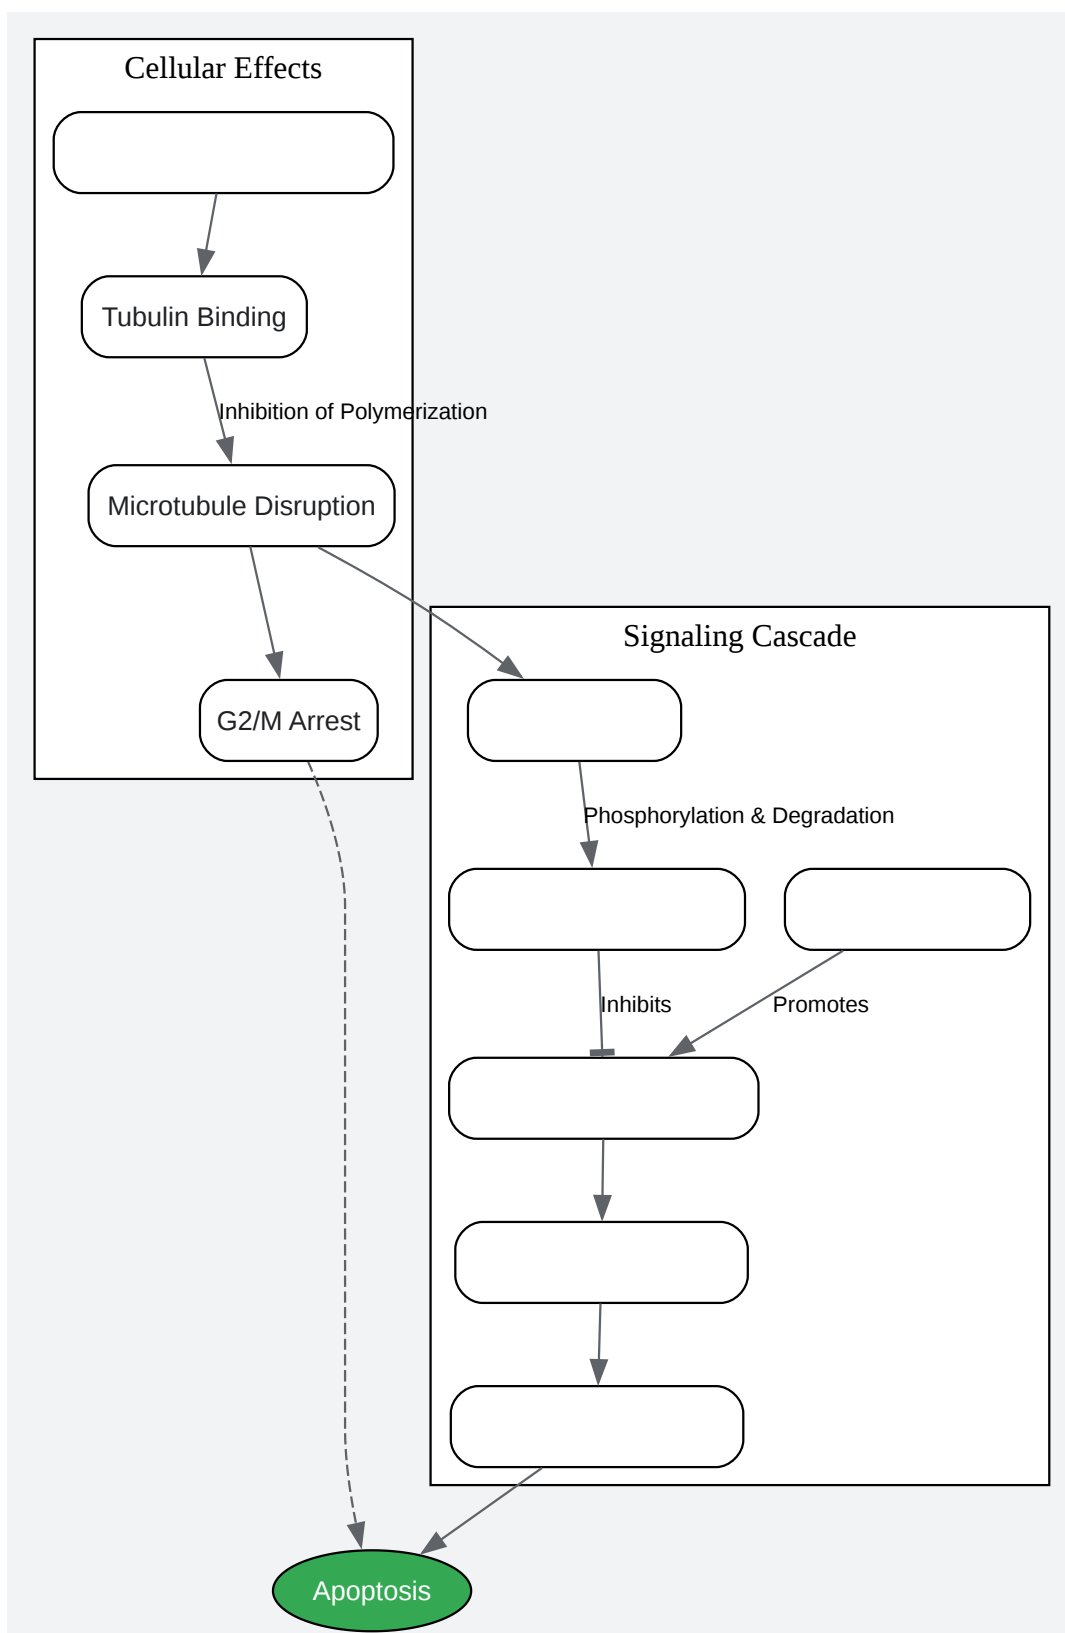 Cellular Effects
Tubulin Binding
Inhibition of Polymerization
Microtubule Disruption
Signaling Cascade
G2/M Arrest
Phosphorylation & Degradation
Inhibits
Promotes
Apoptosis